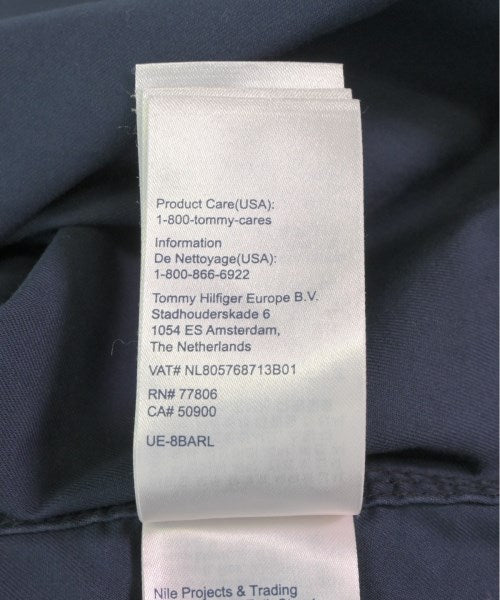 Product Care(USA):
1-800-tommy-cares
Information
De Nettoyage(USA):
1-800-866-6922
Tommy Hilfiger Europe B.V.
Stadhouderskade 6
1054 ES Amsterdam,
The Netherlands
VAT# NL805768713B01
RN# 77806
CA# 50900
UE-8BARL
Nile Projects & Trading